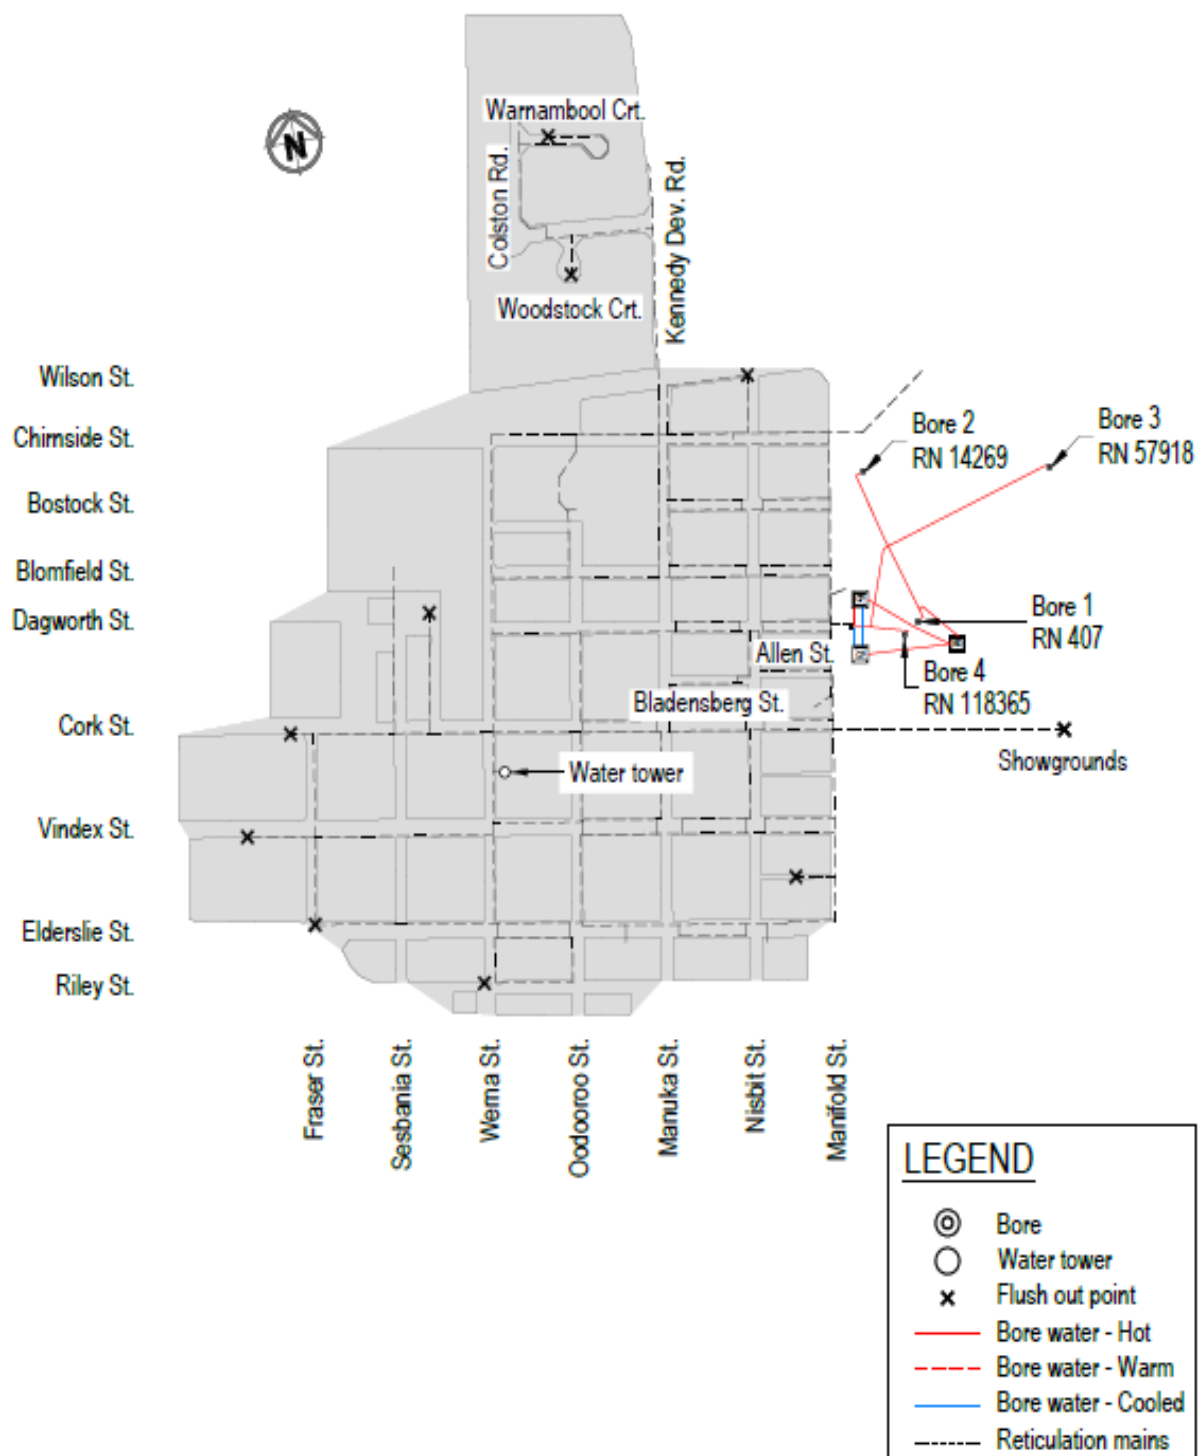 Warnambool Crt.
N
Colston Rd.
Kennedy Dev. Rd.
Woodstock Crt.
Wilson St.
Chirnside St.
Bostock St.
Blomfield St.
Dagworth St.
Cork St.
Vindex St.
Elderslie St.
Riley St.
Bore 2
RN 14269
Bore 3
RN 57918
Bore 1
RN 407
Allen St.
Bore 4
RN 118365
Bladensberg St.
Showgrounds
Water tower
Fraser St.
Sesbania St.
Werna St.
Oodooroo St.
Manuka St.
Nisbit St.
Manifold St.
LEGEND
Bore
Water tower
Flush out point
Bore water - Hot
Bore water - Warm
Bore water - Cooled
Reticulation mains